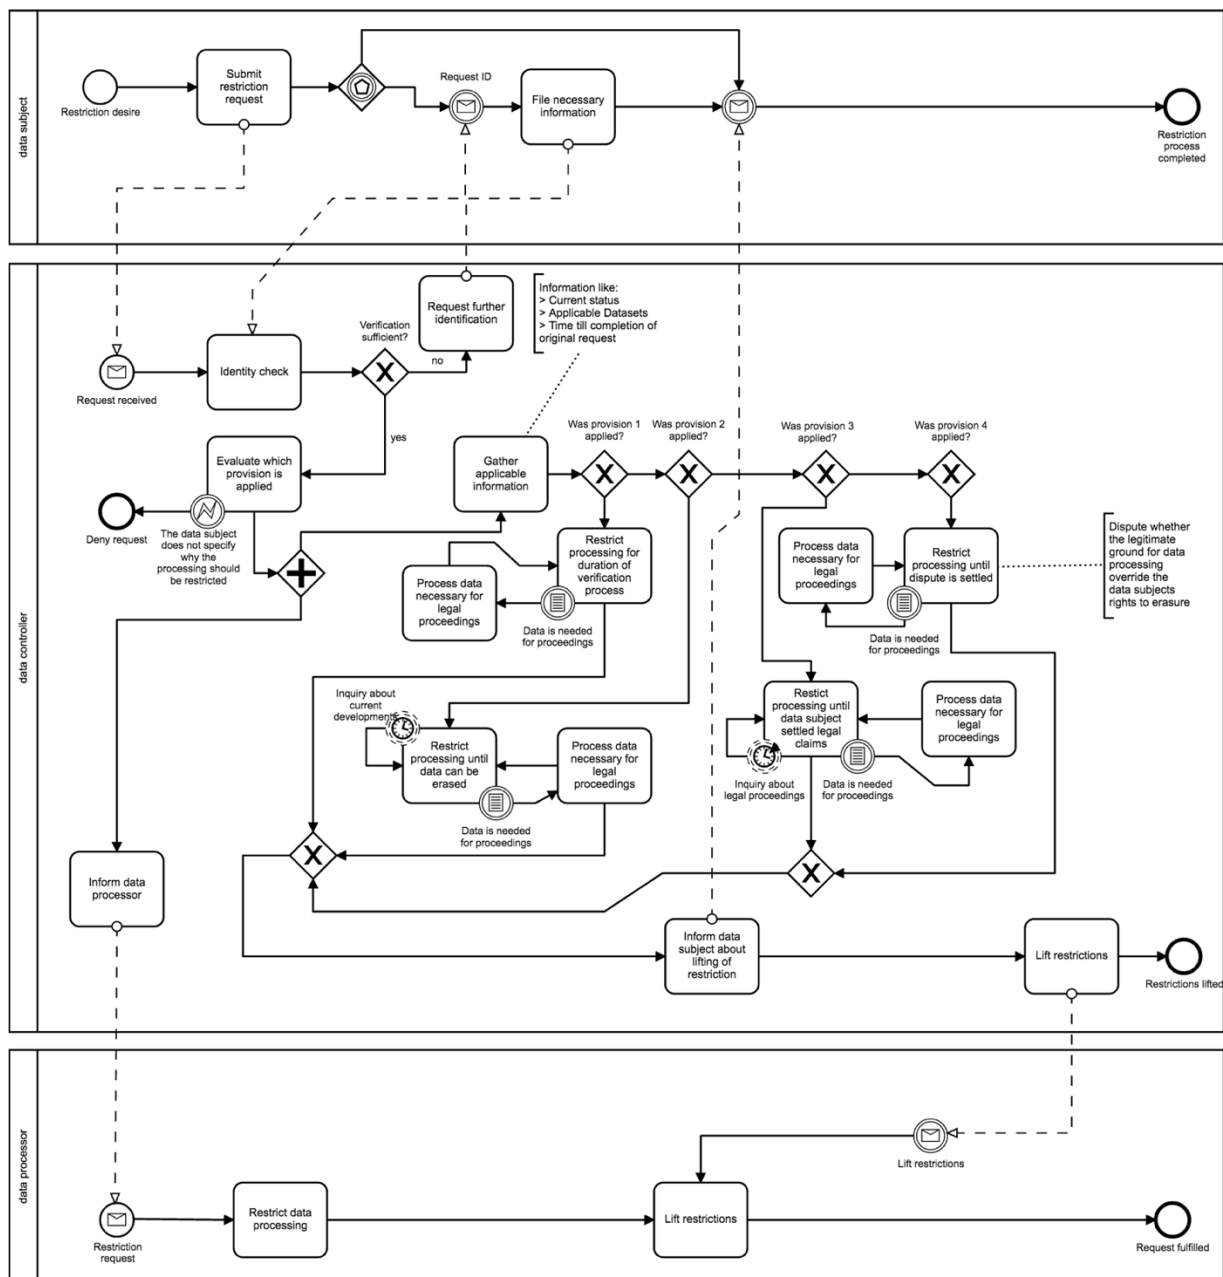 data subject
Restriction desire
Submit
restriction
request
Request ID
File necessary
information
Restriction
process
completed
data controller
Request received
Identity check
Verification
sufficient?
no
yes
Request further
identification
Information like:
> Current status
> Applicable Datasets
> Time till completion of
original request
Evaluate which
provision is
applied
Deny request
The data subject
does not specify
why the
processing should
be restricted
Gather
applicable
information
Was provision 1
applied?
Was provision 2
applied?
Was provision 3
applied?
Was provision 4
applied?
Restrict
processing for
duration of
verification
process
Process data
necessary for
legal
proceedings
Data is needed
for proceedings
Process data
necessary for
legal
proceedings
Restrict
processing until
dispute is settled
Data is needed
for proceedings
Dispute whether
the legitimate
ground for data
processing
override the
data subjects
rights to erasure
Inquiry about
current
developments
Restrict
processing until
data can be
erased
Process data
necessary for
legal
proceedings
Data is needed
for proceedings
Restict
processing until
data subject
settled legal
claims
Process data
necessary for
legal
proceedings
Inquiry about
legal proceedings
Data is needed
for proceedings
Inform data
processor
Inform data
subject about
lifting of
restriction
Lift restrictions
Restrictions lifted
data processor
Restriction
request
Restrict data
processing
Lift restrictions
Lift restrictions
Request fulfilled